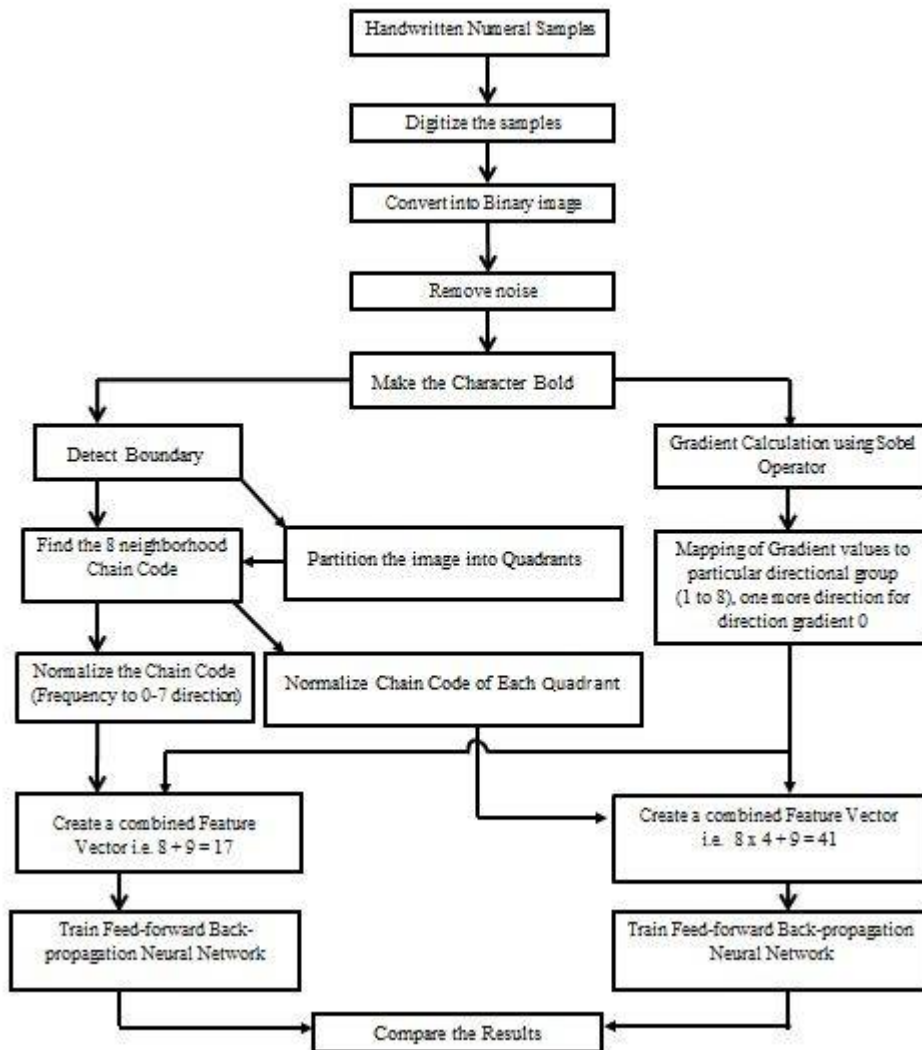 Handwritten Numeral Samples
Digitize the samples
Convert into Binary image
Remove noise
Make the Character Bold
Detect Boundary
Gradient Calculation using Sobel
Operator
Find the 8 neighborhood
Chain Code
Partition the image into Quadrants
Mapping of Gradient values to
particular directional group
(1 to 8), one more direction for
direction gradient 0
Normalize the Chain Code
(Frequency to 0-7 direction)
Normalize Chain Code of Each Quadrant
Create a combined Feature
Vector i.e. 8 + 9 = 17
Create a combined Feature Vector
i.e. 8 x 4 + 9 = 41
Train Feed-forward Back-
propagation Neural Network
Train Feed-forward Back-propagation
Neural Network
Compare the Results